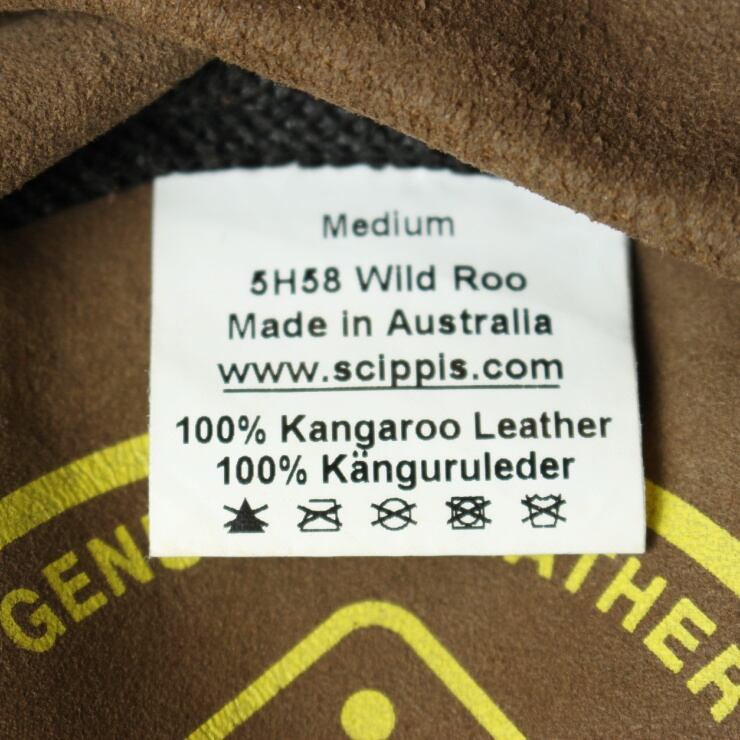 Medium
5H58 Wild Roo
Made in Australia
www.scippis.com
100% Kangaroo Leather
100% Känguruleder